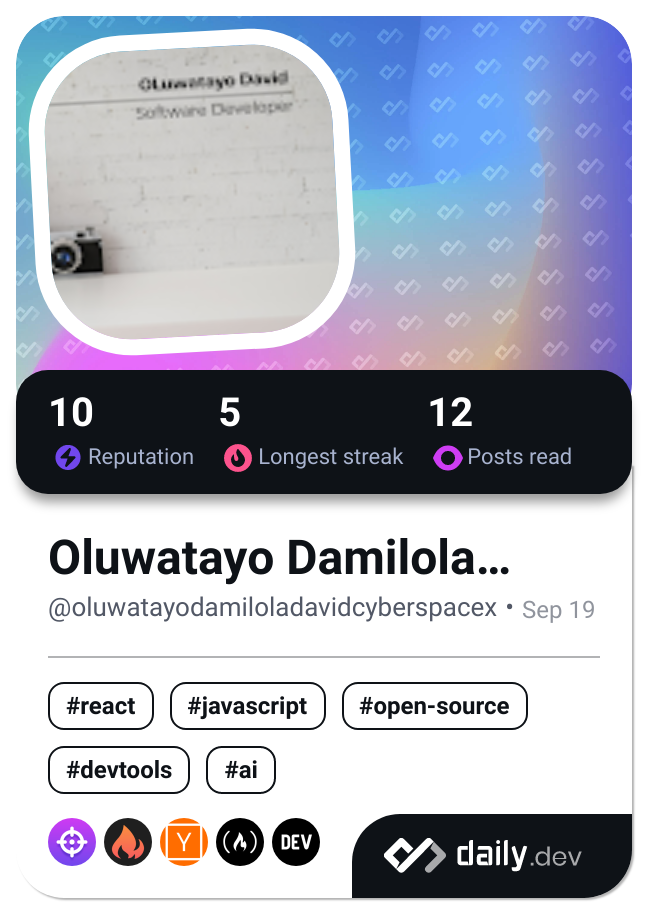 OLuwatayo David
Software Developer
10 5 12
Reputation Longest streak Posts read
Oluwatayo Damilola...
@oluwatayodamiloladavidcyberspacex • Sep 19
#react #javascript #open-source
#devtools #ai
Y DEV
daily.dev